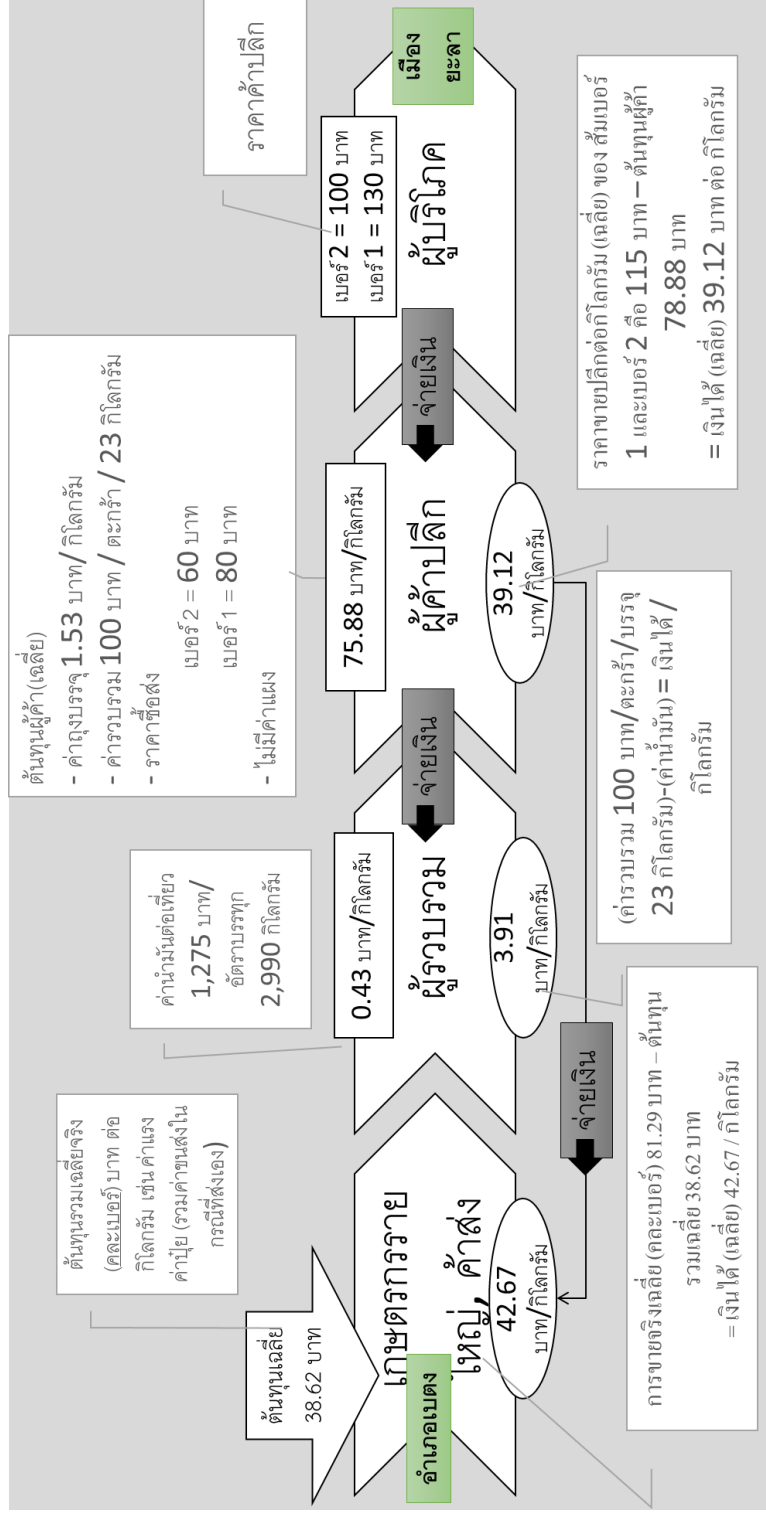 ต้นทุนเฉลี่ย
38.62 บาท
ต้นทุนรวมเฉลี่ยจริง
(คละเบอร์) บาท ต่อ
กิโลกรัม เช่น ค่าแรง
ค่าปุ๋ย (รวมค่าขนส่งใน
กรณีที่ส่งเอง)
ค่าน้ำมันต่อเที่ยว
1,275 บาท/
อัตราบรรทุก
2,990 กิโลกรัม
ต้นทุนผู้ค้า(เฉลี่ย)
- ค่าถุงบรรจุ 1.53 บาท/ กิโลกรัม
- ค่ารวบรวม 100 บาท / ตะกร้า / 23 กิโลกรัม
- ราคาซื้อส่ง
เบอร์ 2 = 60 บาท
เบอร์ 1 = 80 บาท
- ไม่มีค่าแผง
ราคาค้าปลีก
อำเภอเบตง
เกษตรกรราย
ใหญ่, ค้าส่ง
42.67
บาท/กิโลกรัม
0.43 บาท/กิโลกรัม
ผู้รวบรวม
3.91
บาท/กิโลกรัม
จ่ายเงิน
75.88 บาท/กิโลกรัม
ผู้ค้าปลีก
39.12
บาท/กิโลกรัม
จ่ายเงิน
เบอร์ 2 = 100 บาท
เบอร์ 1 = 130 บาท
ผู้บริโภค
เมือง
ยะลา
จ่ายเงิน
การขายจริงเฉลี่ย (คละเบอร์) 81.29 บาท – ต้นทุน
รวมเฉลี่ย 38.62 บาท
= เงินได้ (เฉลี่ย) 42.67 / กิโลกรัม
(ค่ารวบรวม 100 บาท/ตะกร้า/บรรจุ
23 กิโลกรัม)-(ค่าน้ำมัน) = เงินได้ /
กิโลกรัม
ราคาขายปลีกต่อกิโลกรัม (เฉลี่ย) ของ ส้มเบอร์
1 และเบอร์ 2 คือ 115 บาท – ต้นทุนผู้ค้า
78.88 บาท
= เงินได้ (เฉลี่ย) 39.12 บาท ต่อ กิโลกรัม